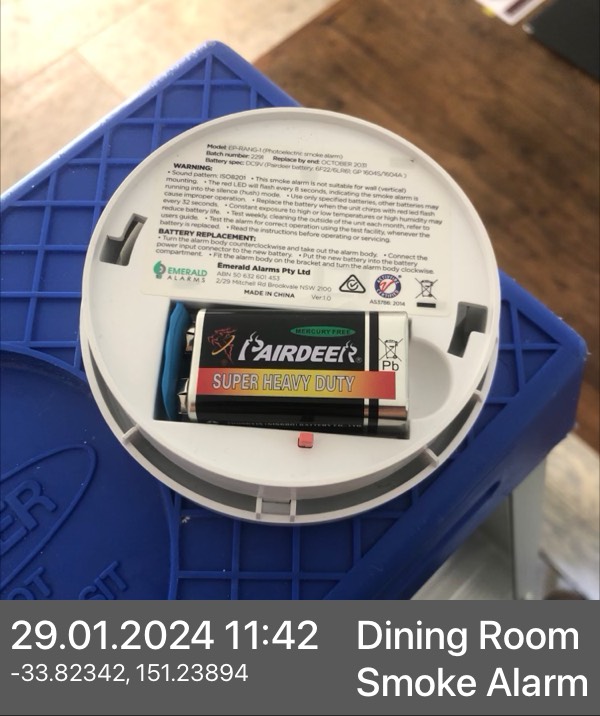 Model: EP-RANG-1 (Photoelectric smoke alarm)
Batch number: 2291 Replace by end: OCTOBER 2031
Battery spec: DC9V (Pairdeer battery: 6F22/6LR61; GP 1604S/1604A)
WARNING:
• Sound pattern: ISO8201 • This smoke alarm is not suitable for wall (vertical)
mounting. • The red LED will flash every 8 seconds, indicating the smoke alarm is
running into the silence (hush) mode. • Use only specified batteries, other batteries may
cause improper operation. • Replace the battery when the unit chirps with red led flash
every 32 seconds. • Constant exposure to high or low temperatures or high humidity may
reduce battery life. • Test weekly, cleaning the outside of the unit each month, refer to
users guide. • Test the alarm for correct operation using the test facility, whenever the
battery is replaced. • Read the instructions before operating or servicing.
BATTERY REPLACEMENT:
• Turn the alarm body counterclockwise and take out the alarm body. • Connect the
power input connector to the new battery. • Put the new battery into the battery
compartment. • Fit the alarm body on the bracket and turn the alarm body clockwise.
EMERALD
ALARMS
Emerald Alarms Pty Ltd
ABN 50 632 601 453
2/29 Mitchell Rd Brookvale NSW 2100
MADE IN CHINA Ver:1.0
AS3786: 2014
MERCURY FREE
PAIRDEER
SUPER HEAVY DUTY
Pb
29.01.2024 11:42
-33.82342, 151.23894
Dining Room
Smoke Alarm